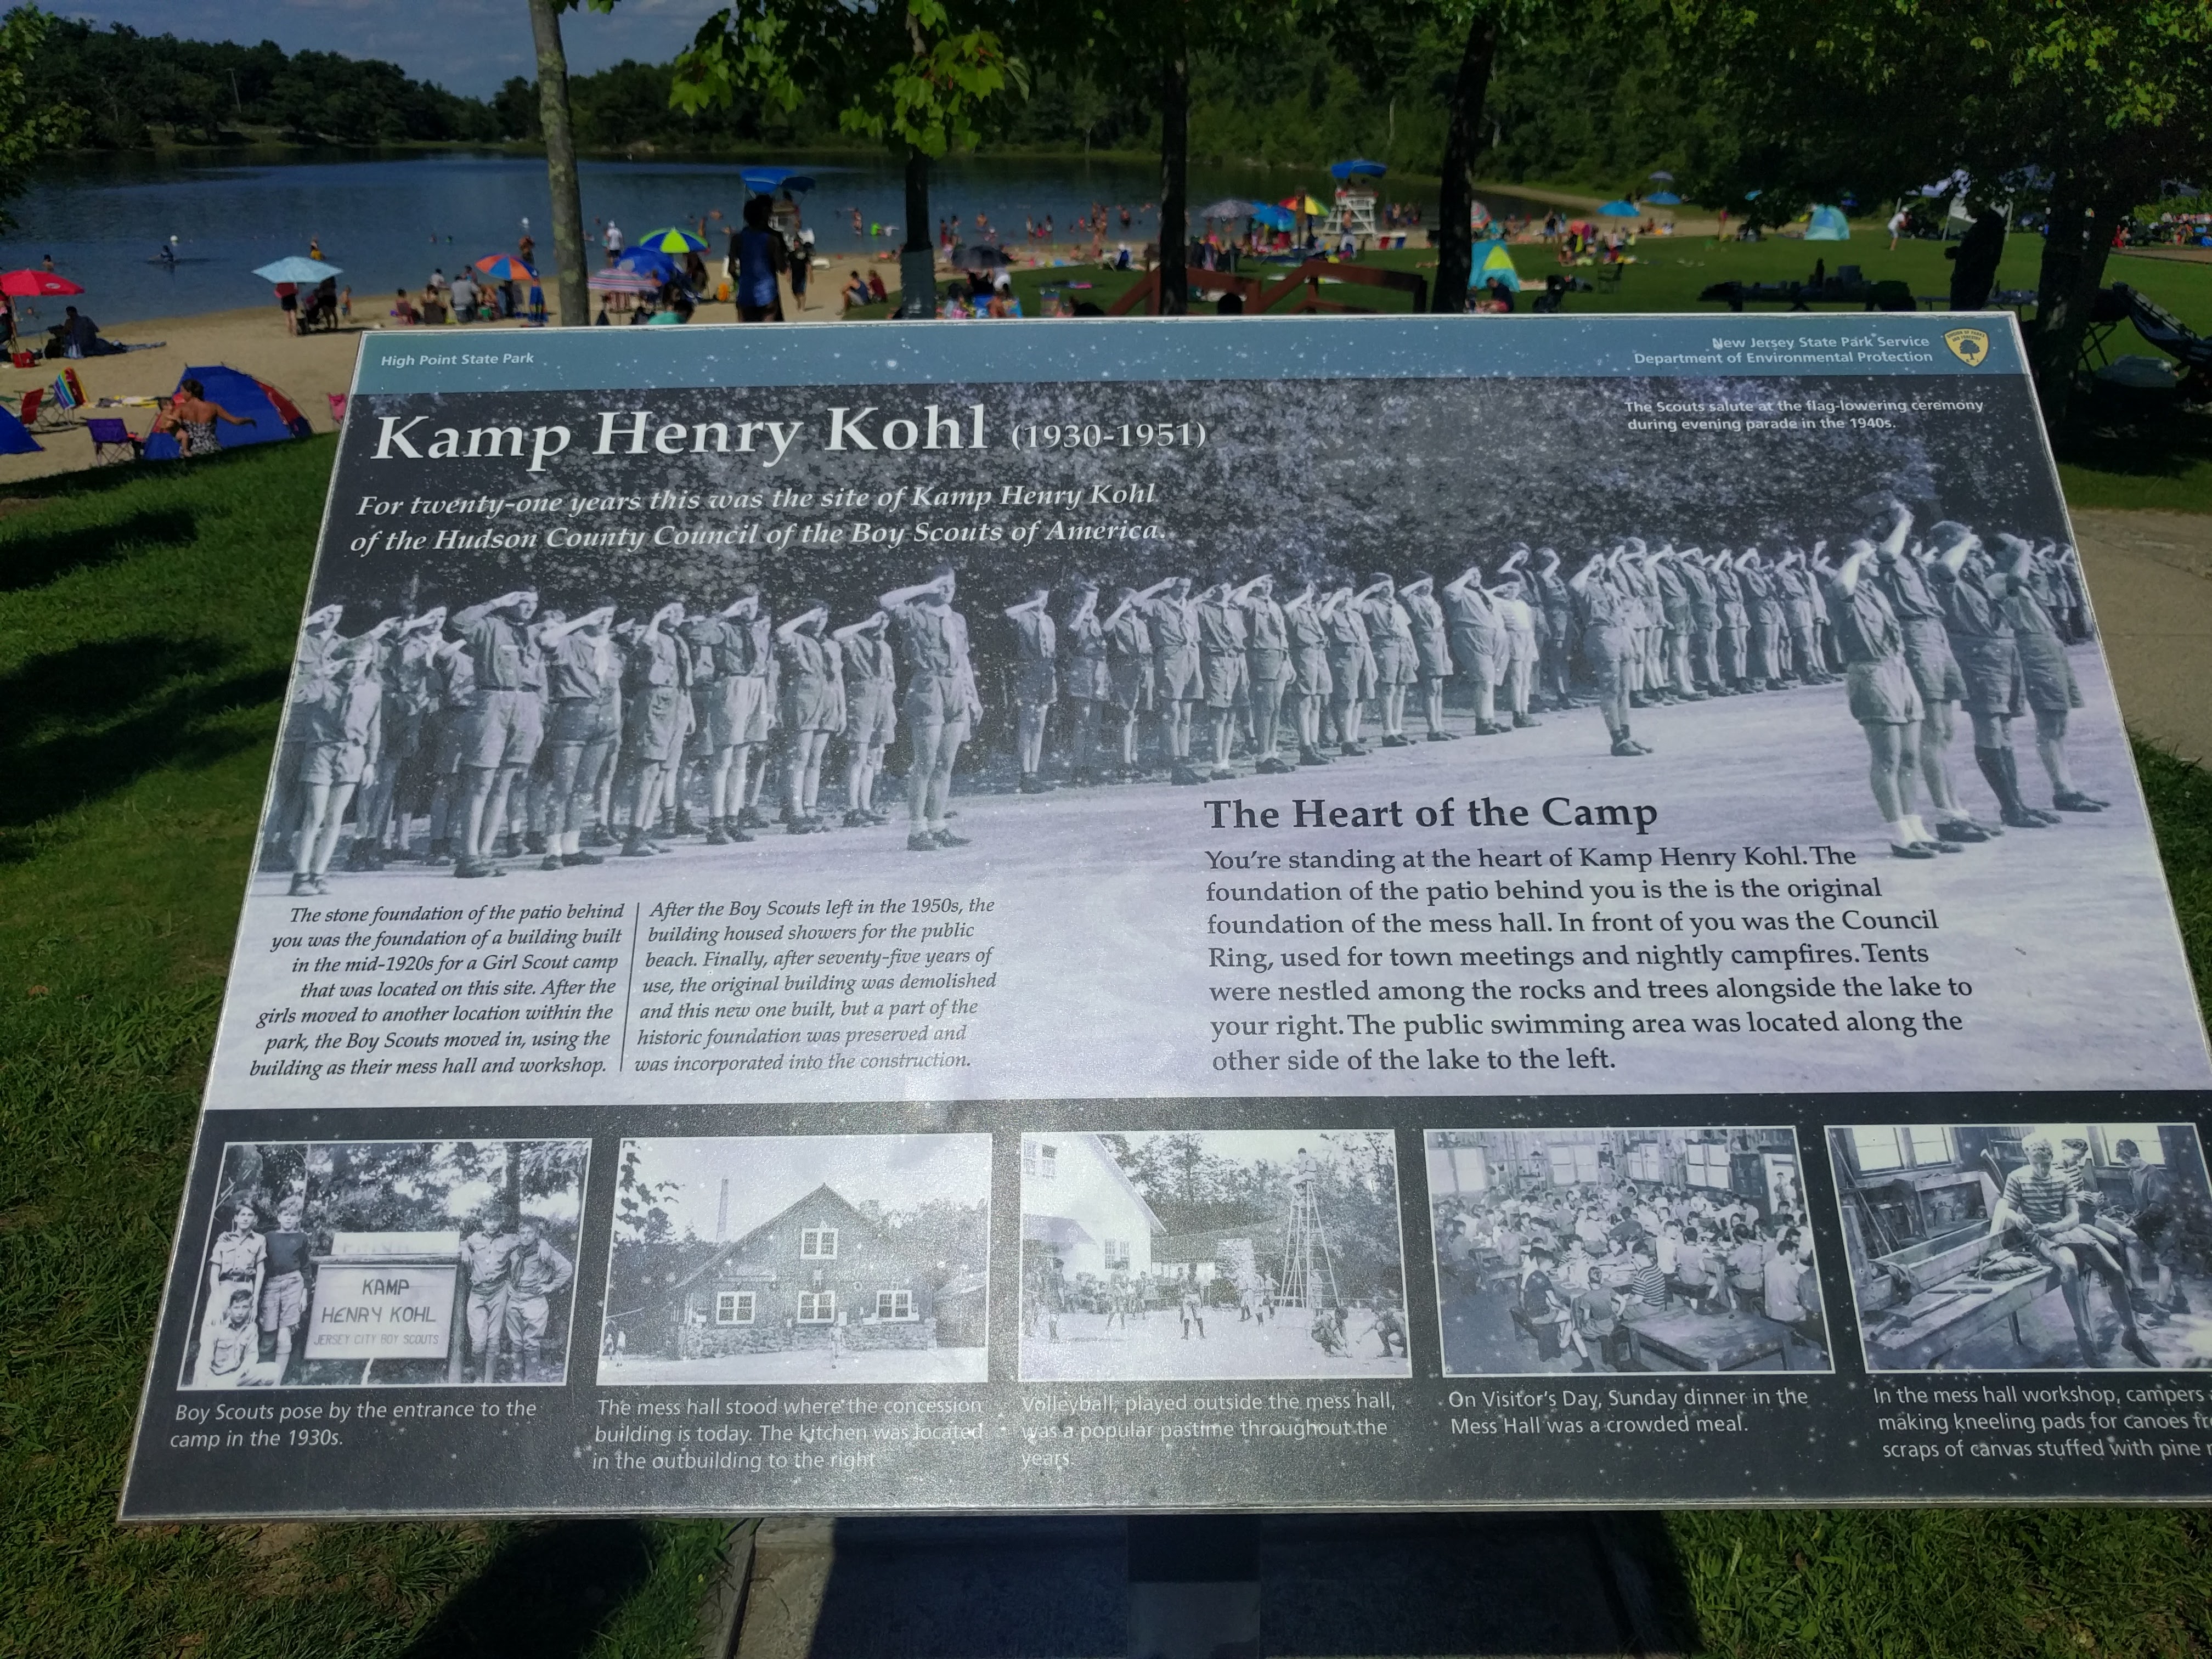 High Point State Park
New Jersey State Park Service
Department of Environmental Protection
Kamp Henry Kohl (1930-1951)
The Scouts salute at the flag-lowering ceremony
during evening parade in the 1940s.
For twenty-one years this was the site of Kamp Henry Kohl
of the Hudson County Council of the Boy Scouts of America.
The stone foundation of the patio behind
you was the foundation of a building built
in the mid-1920s for a Girl Scout camp
that was located on this site. After the
girls moved to another location within the
park, the Boy Scouts moved in, using the
building as their mess hall and workshop.
After the Boy Scouts left in the 1950s, the
building housed showers for the public
beach. Finally, after seventy-five years of
use, the original building was demolished
and this new one built, but a part of the
historic foundation was preserved and
was incorporated into the construction.
The Heart of the Camp
You're standing at the heart of Kamp Henry Kohl. The
foundation of the patio behind you is the is the original
foundation of the mess hall. In front of you was the Council
Ring, used for town meetings and nightly campfires. Tents
were nestled among the rocks and trees alongside the lake to
your right. The public swimming area was located along the
other side of the lake to the left.
KAMP
HENRY KOHL
JERSEY CITY BOY SCOUTS
Boy Scouts pose by the entrance to the
camp in the 1930s.
The mess hall stood where the concession
building is today. The kitchen was located
in the outbuilding to the right
Volleyball, played outside the mess hall,
was a popular pastime throughout the
years.
On Visitor's Day, Sunday dinner in the
Mess Hall was a crowded meal.
In the mess hall workshop, campers
making kneeling pads for canoes
scraps of canvas stuffed with pine